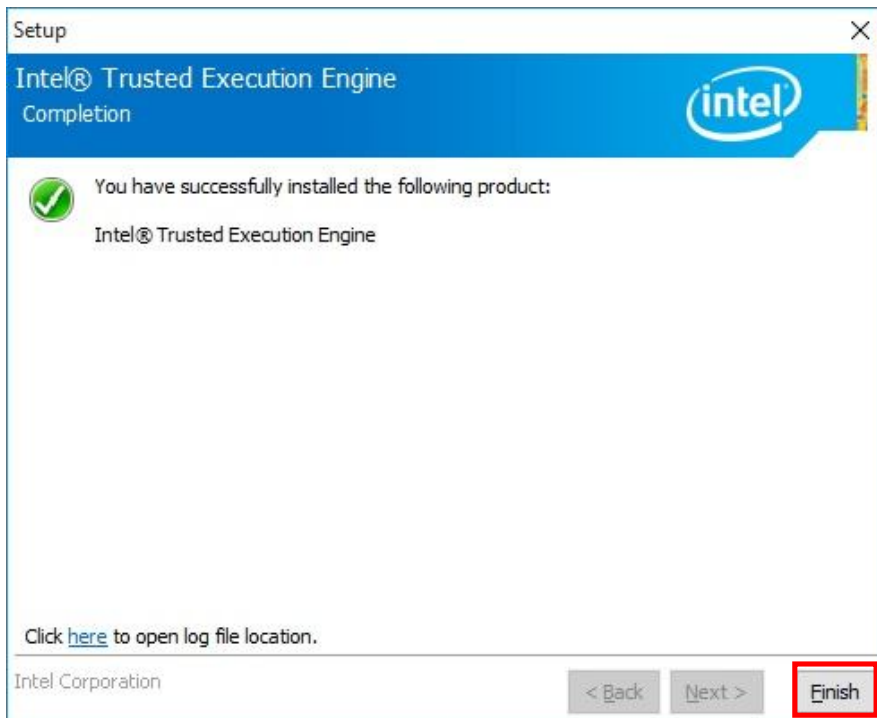 Setup
Intel® Trusted Execution Engine
Completion
intel
You have successfully installed the following product:
Intel® Trusted Execution Engine
Click here to open log file location.
Intel Corporation
< Back Next > Finish